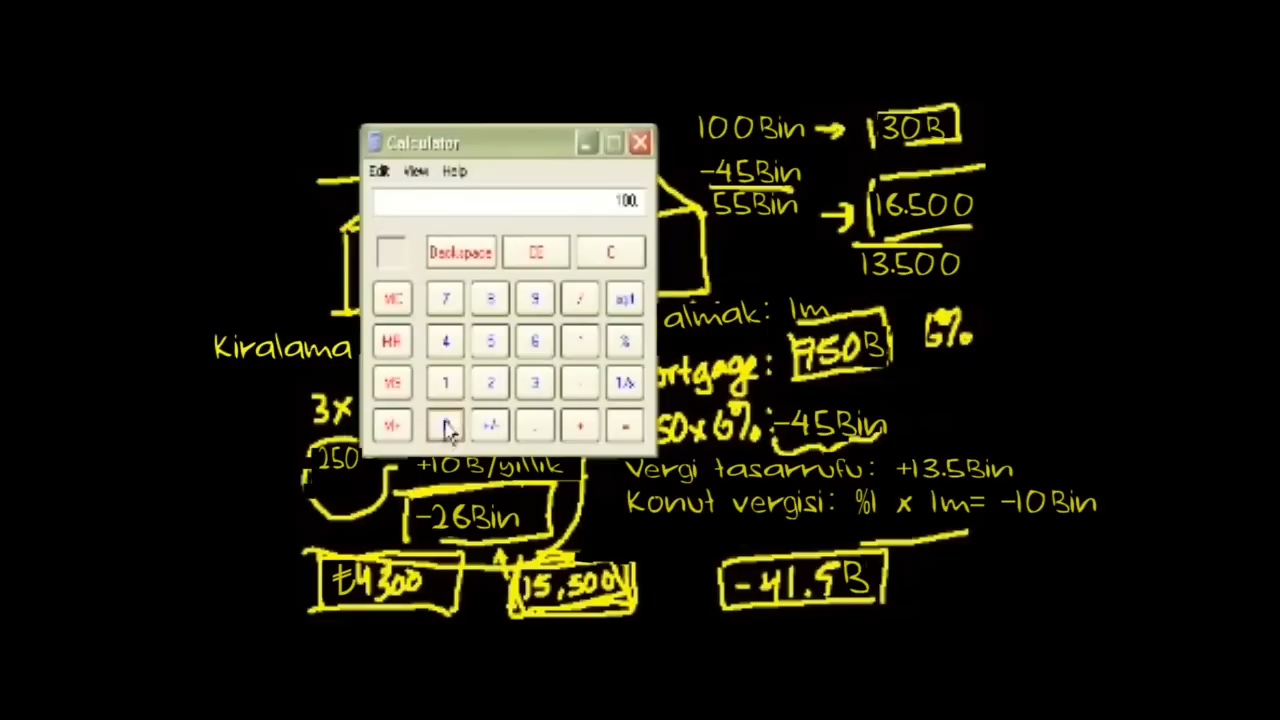 Calculator
Edit View Help
100.
Backspace CE C
MC 7 8 9 / sqrt
MR 4 5 6 * %
MS 1 2 3 - 1/x
M+ 0 +/- . + =
100Bin → 30B
-45Bin
55Bin → 16.500
13.500
almak: 1m
ortgage: 750B 6%
50x6%: -45Bin
Vergi tasarrufu: +13.5Bin
Konut vergisi: %1 x 1m= -10Bin
-41.5B
Kiralama
3x
250
+10B/yıllık
-26Bin
₺4300
15,500